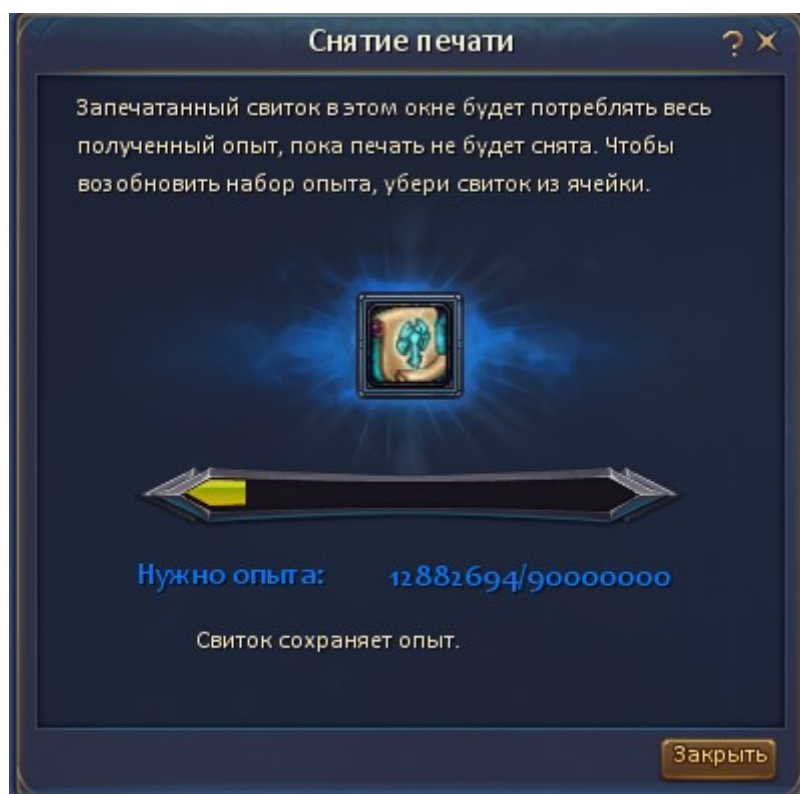 Снятие печати
?
Запечатанный свиток в этом окне будет потреблять весь
полученный опыт, пока печать не будет снята. Чтобы
возобновить набор опыта, убери свиток из ячейки.
Нужно опыта: 12882694/90000000
Свиток сохраняет опыт.
Закрыть